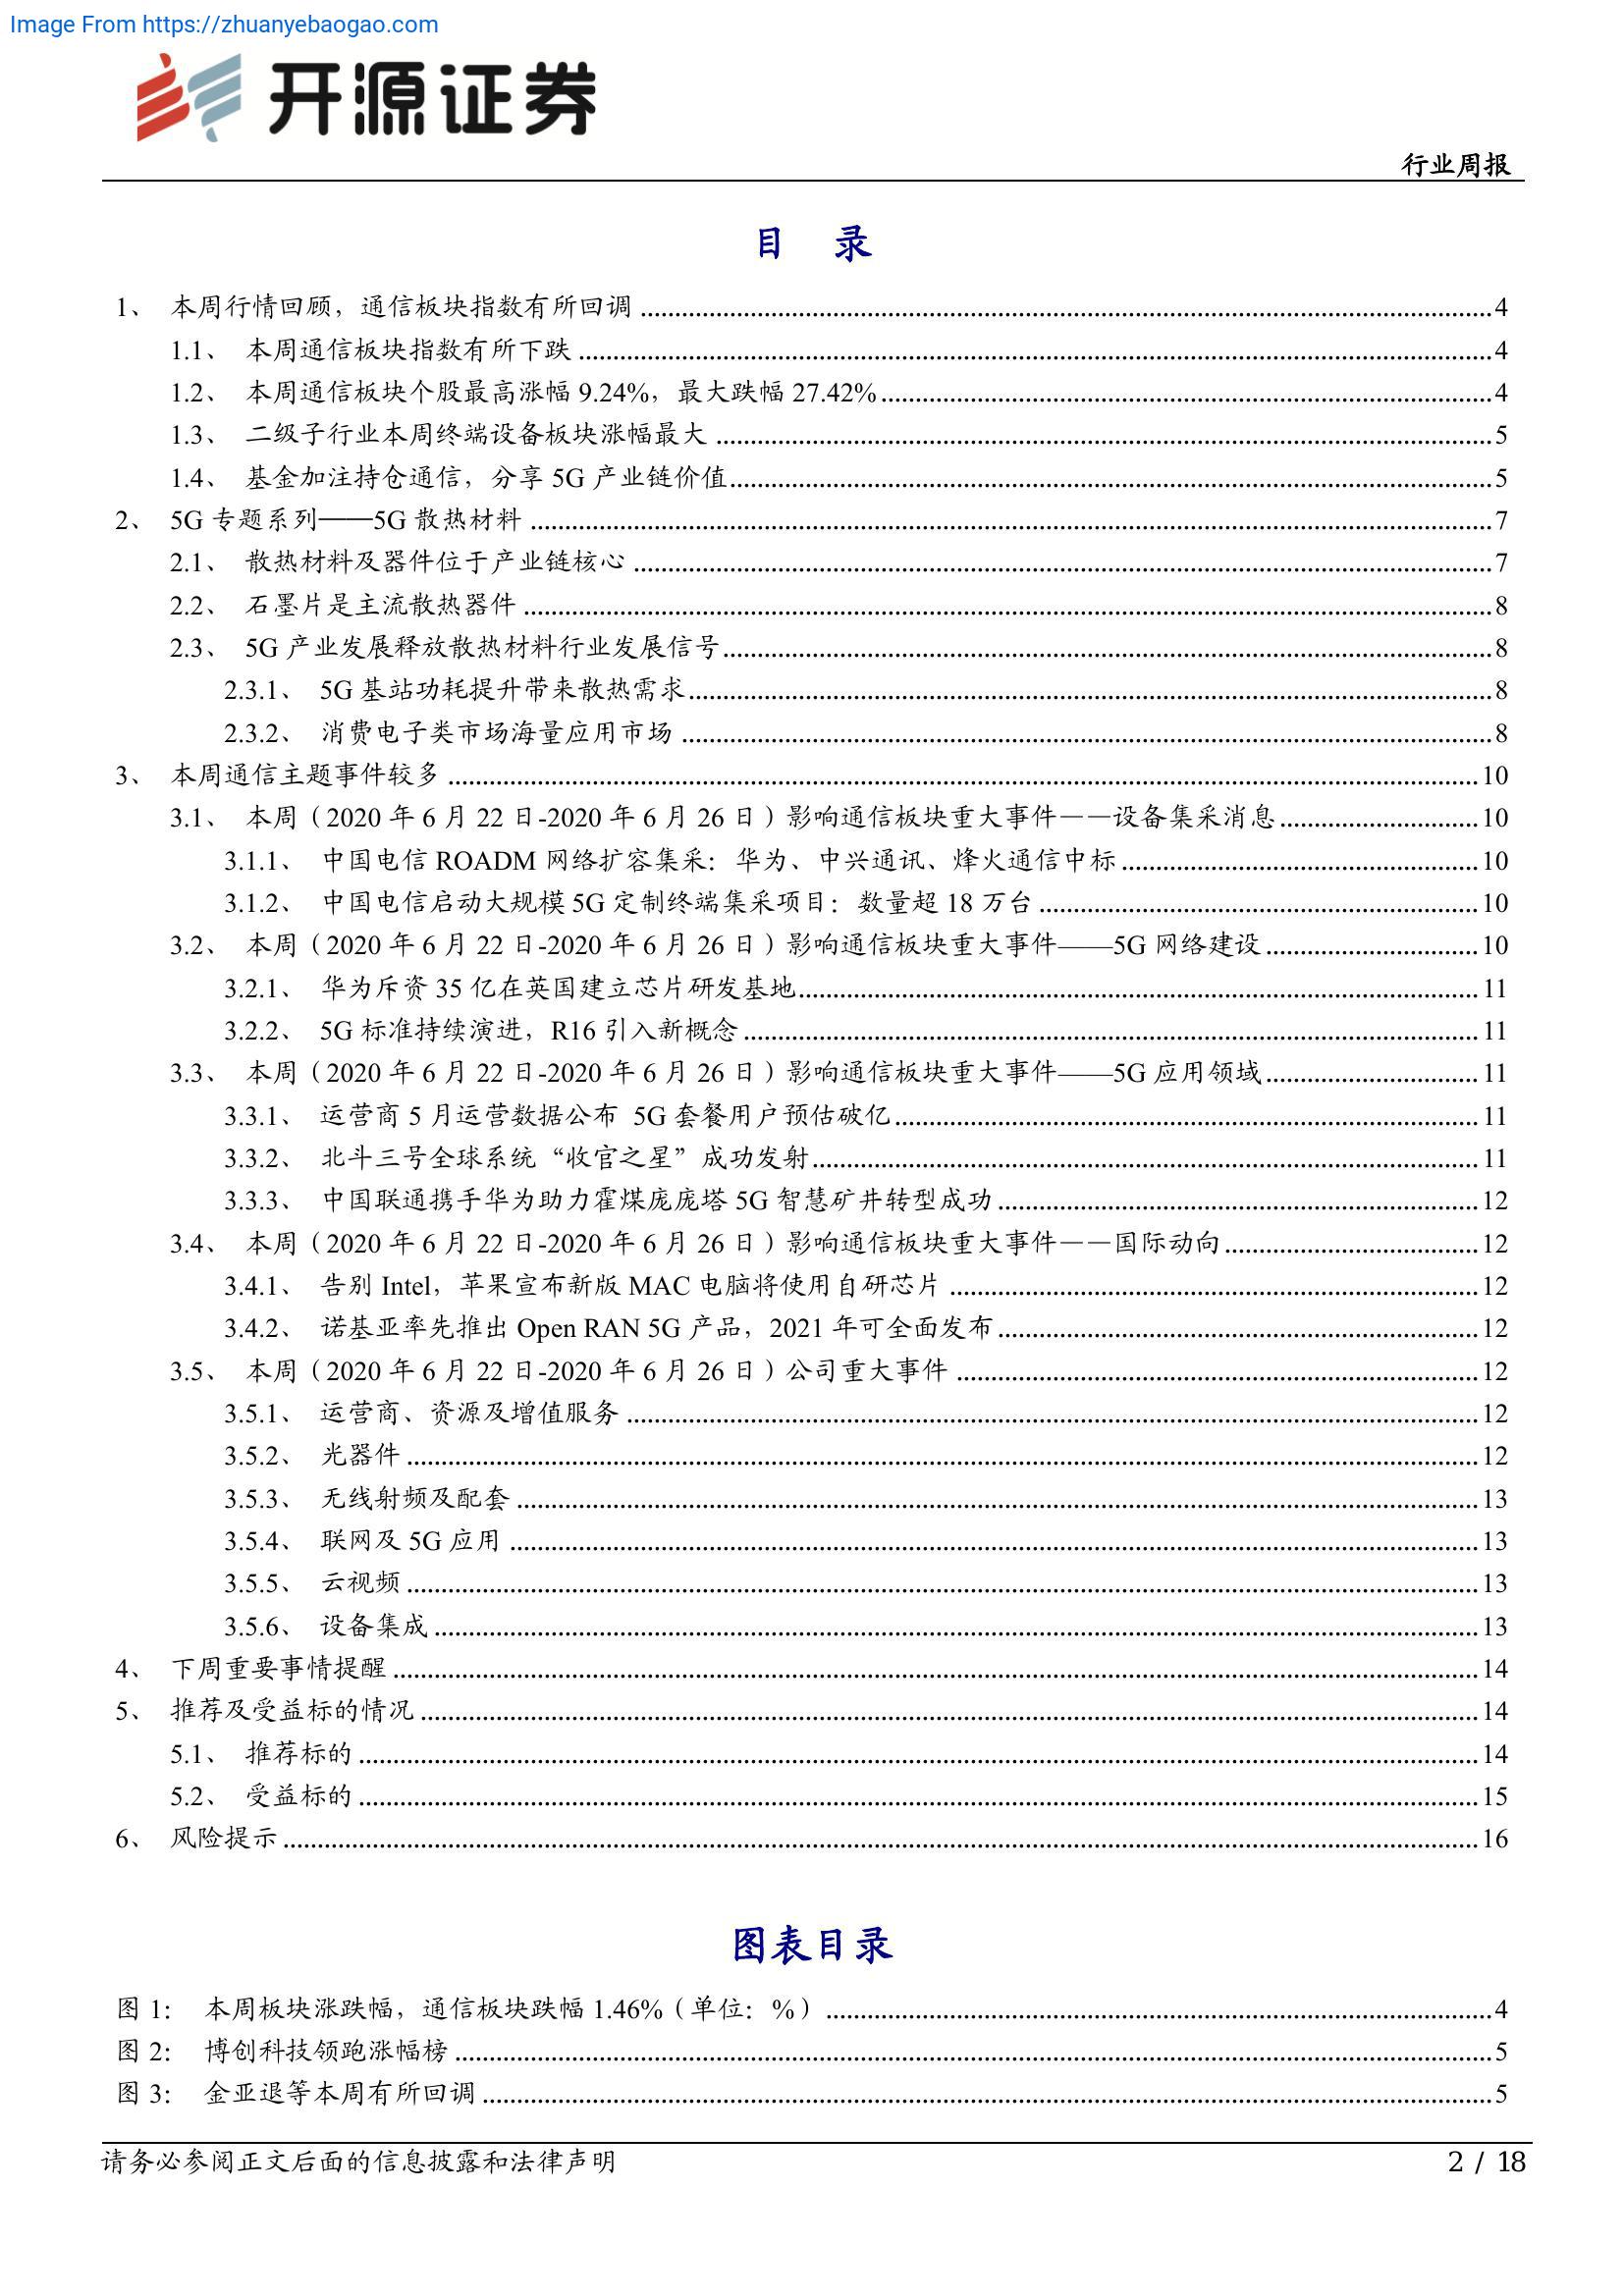 Image From https://zhuanyebaogao.com
开源证券
行业周报
目 录
1、 本周行情回顾，通信板块指数有所回调 4
1.1、 本周通信板块指数有所下跌 4
1.2、 本周通信板块个股最高涨幅 9.24%，最大跌幅 27.42% 4
1.3、 二级子行业本周终端设备板块涨幅最大 5
1.4、 基金加注持仓通信，分享 5G 产业链价值 5
2、 5G 专题系列——5G 散热材料 7
2.1、 散热材料及器件位于产业链核心 7
2.2、 石墨片是主流散热器件 8
2.3、 5G 产业发展释放散热材料行业发展信号 8
2.3.1、 5G 基站功耗提升带来散热需求 8
2.3.2、 消费电子类市场海量应用市场 8
3、 本周通信主题事件较多 10
3.1、 本周（2020 年 6 月 22 日-2020 年 6 月 26 日）影响通信板块重大事件——设备集采消息 10
3.1.1、 中国电信 ROADM 网络扩容集采：华为、中兴通讯、烽火通信中标 10
3.1.2、 中国电信启动大规模 5G 定制终端集采项目：数量超 18 万台 10
3.2、 本周（2020 年 6 月 22 日-2020 年 6 月 26 日）影响通信板块重大事件——5G 网络建设 10
3.2.1、 华为斥资 35 亿在英国建立芯片研发基地 11
3.2.2、 5G 标准持续演进，R16 引入新概念 11
3.3、 本周（2020 年 6 月 22 日-2020 年 6 月 26 日）影响通信板块重大事件——5G 应用领域 11
3.3.1、 运营商 5 月运营数据公布 5G 套餐用户预估破亿 11
3.3.2、 北斗三号全球系统“收官之星”成功发射 11
3.3.3、 中国联通携手华为助力霍煤庞庞塔 5G 智慧矿井转型成功 12
3.4、 本周（2020 年 6 月 22 日-2020 年 6 月 26 日）影响通信板块重大事件——国际动向 12
3.4.1、 告别 Intel，苹果宣布新版 MAC 电脑将使用自研芯片 12
3.4.2、 诺基亚率先推出 Open RAN 5G 产品，2021 年可全面发布 12
3.5、 本周（2020 年 6 月 22 日-2020 年 6 月 26 日）公司重大事件 12
3.5.1、 运营商、资源及增值服务 12
3.5.2、 光器件 12
3.5.3、 无线射频及配套 13
3.5.4、 联网及 5G 应用 13
3.5.5、 云视频 13
3.5.6、 设备集成 13
4、 下周重要事情提醒 14
5、 推荐及受益标的情况 14
5.1、 推荐标的 14
5.2、 受益标的 15
6、 风险提示 16
图表目录
图 1： 本周板块涨跌幅，通信板块跌幅 1.46%（单位：%） 4
图 2： 博创科技领跑涨幅榜 5
图 3： 金亚退等本周有所回调 5
请务必参阅正文后面的信息披露和法律声明 2 / 18